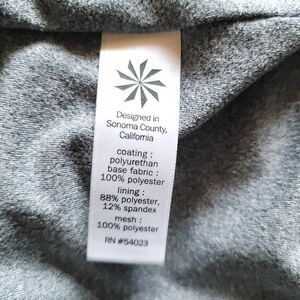 Designed in
Sonoma County,
California
coating :
polyurethan
base fabric :
100% polyester
lining :
88% polyester,
12% spandex
mesh :
100% polyester
RN #54023